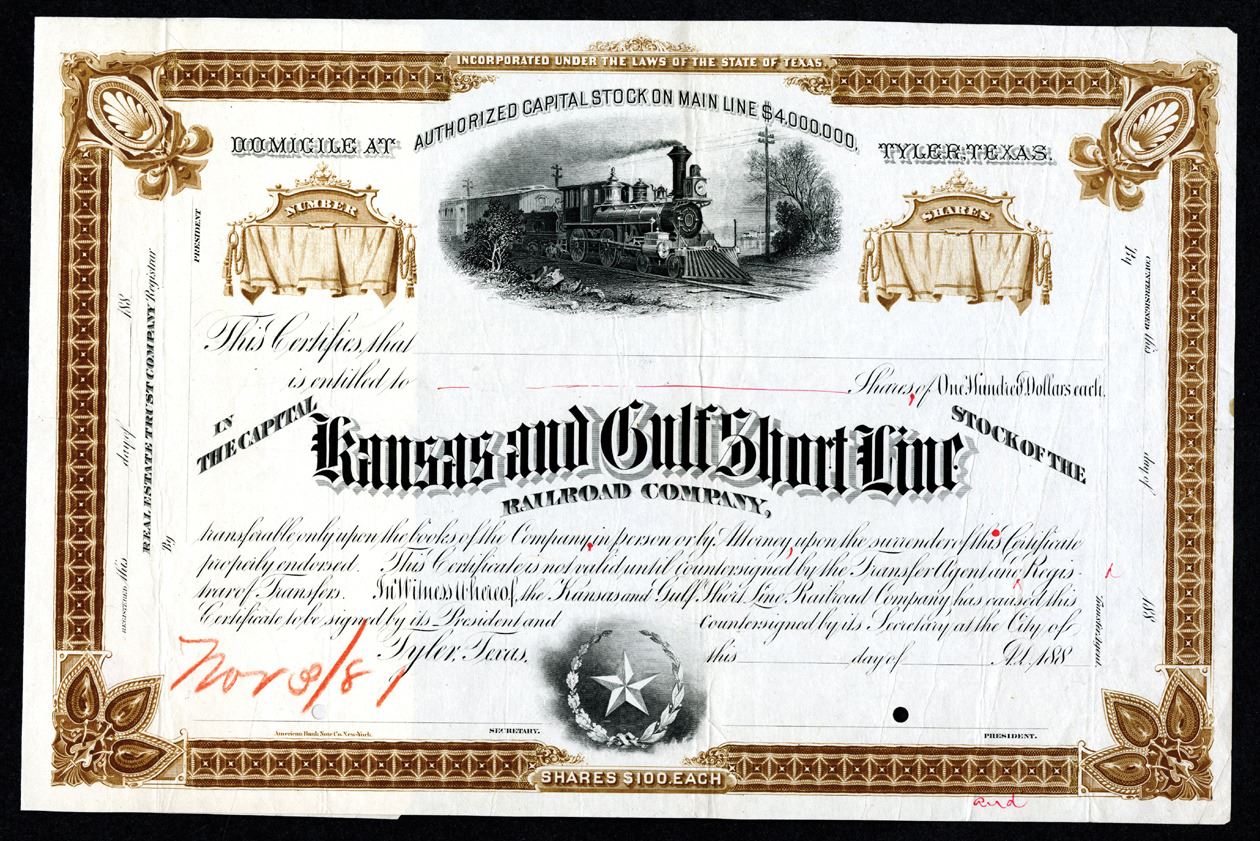 INCORPORATED UNDER THE LAWS OF THE STATE OF TEXAS.
AUTHORIZED CAPITAL STOCK ON MAIN LINE $4,000,000.
DOMICILE AT
TYLER, TEXAS.
NUMBER
SHARES
This Certifies, that
is entitled to Shares, of One Hundred Dollars each.
IN
THE CAPITAL
STOCK OF THE
Kansas and Gulf Short Line
RAILROAD COMPANY,
transferable only upon the books of the Company, in person or by Attorney, upon the surrender of this Certificate
properly endorsed. This Certificate is not valid until countersigned by the Transfer Agent and Regis-
trar of Transfers. In Witness Whereof, the Kansas and Gulf Short Line Railroad Company has caused this
Certificate to be signed by its President and Countersigned by its Secretary at the City of
Tyler, Texas, this day of A.D. 188
Nov 8/81
American Bank Note Co. New-York.
SECRETARY.
PRESIDENT.
SHARES $100. EACH
REGISTERED this day of 188
REAL ESTATE TRUST COMPANY Registrar
By PRESIDENT
COUNTERSIGNED this day of 188
By Transfer Agent